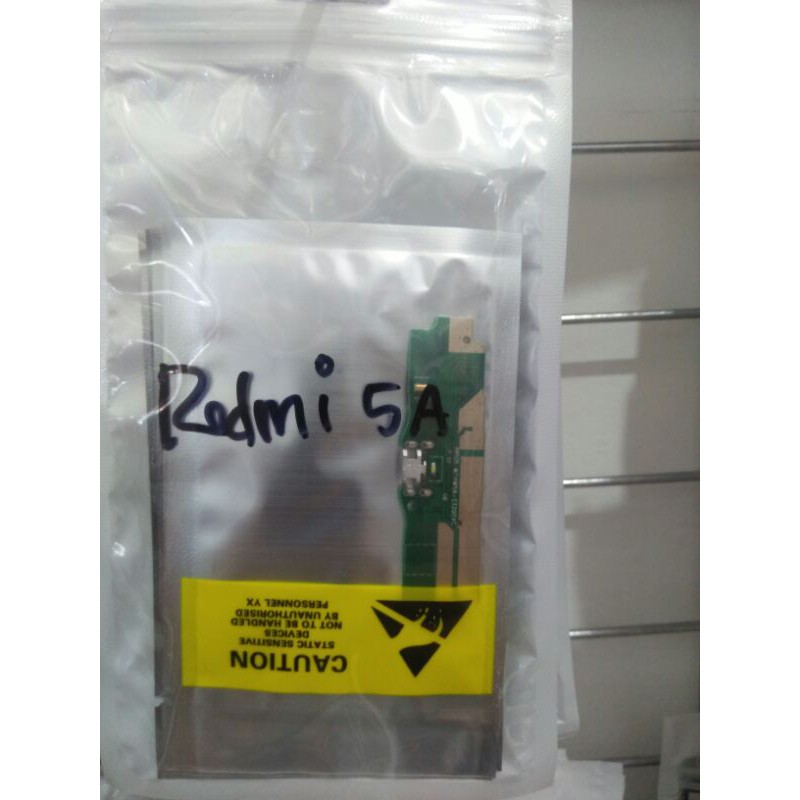 Redmi 5A
CAUTION
STATIC SENSITIVE
DEVICES
NOT TO BE HANDLED
BY UNAUTHORISED
PERSONNEL YX